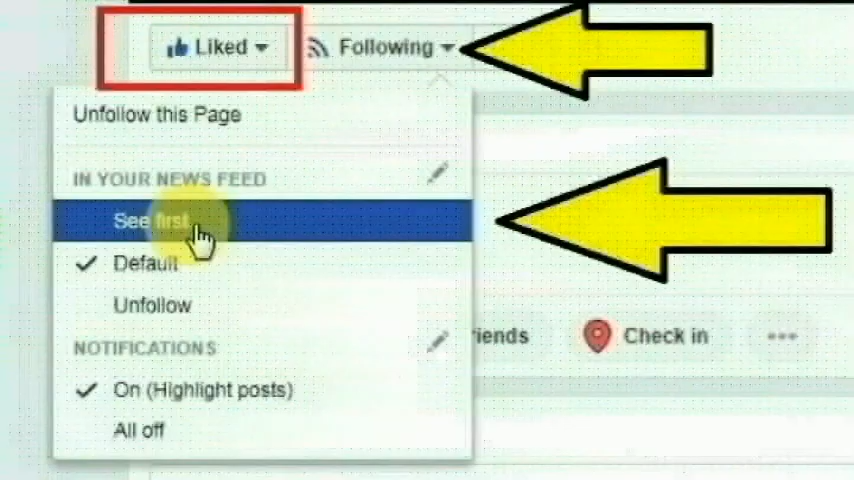 Liked Following
Unfollow this Page
IN YOUR NEWS FEED
See first
Default
Unfollow
NOTIFICATIONS
On (Highlight posts)
All off
riends Check in